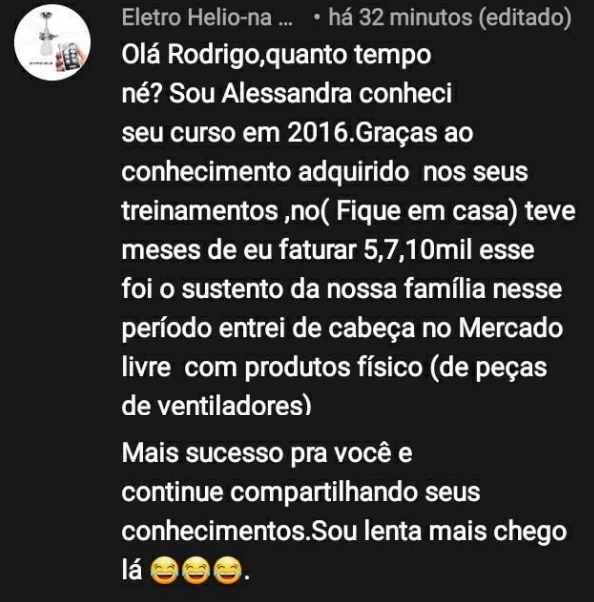 Eletro Helio-na ... • há 32 minutos (editado)
Olá Rodrigo,quanto tempo
né? Sou Alessandra conheci
seu curso em 2016.Graças ao
conhecimento adquirido nos seus
treinamentos ,no( Fique em casa) teve
meses de eu faturar 5,7,10mil esse
foi o sustento da nossa família nesse
período entrei de cabeça no Mercado
livre com produtos físico (de peças
de ventiladores)
Mais sucesso pra você e
continue compartilhando seus
conhecimentos.Sou lenta mais chego
lá 😂😂😂.